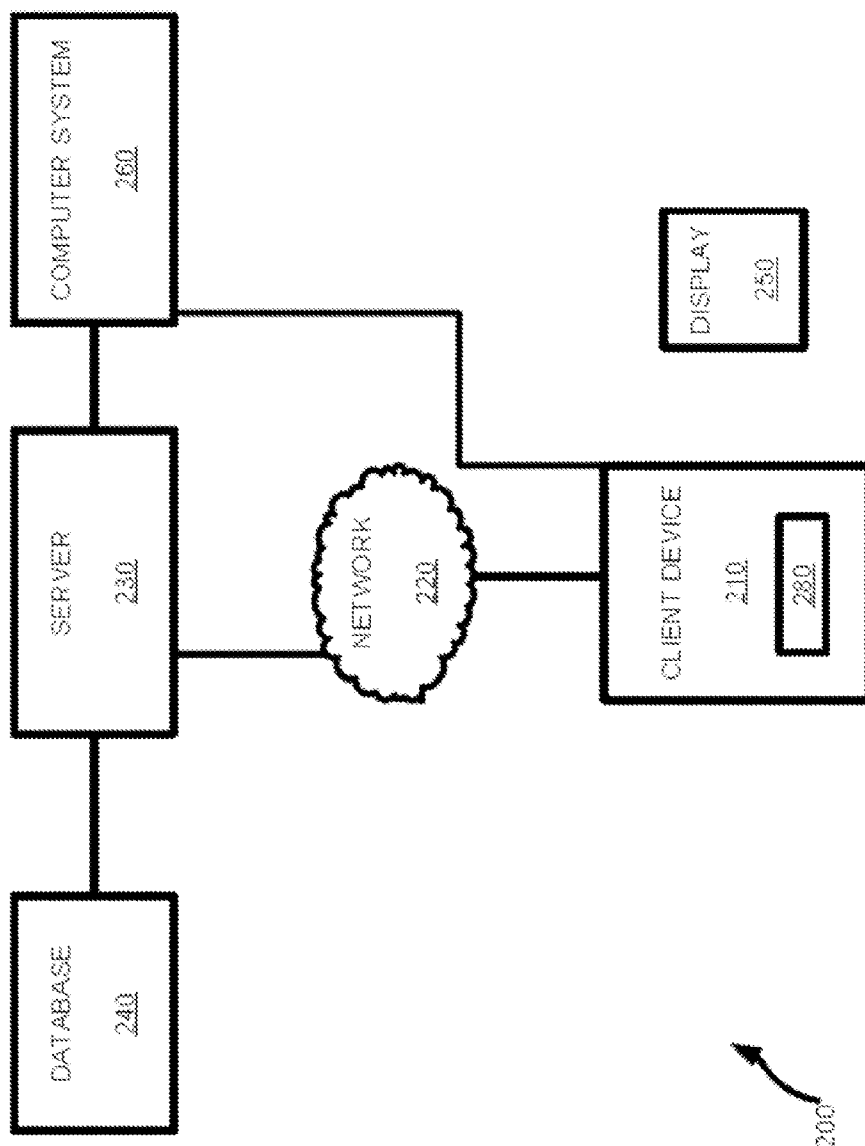 DATABASE
240
SERVER
230
COMPUTER SYSTEM
260
NETWORK
220
CLIENT DEVICE
210
280
DISPLAY
250
200